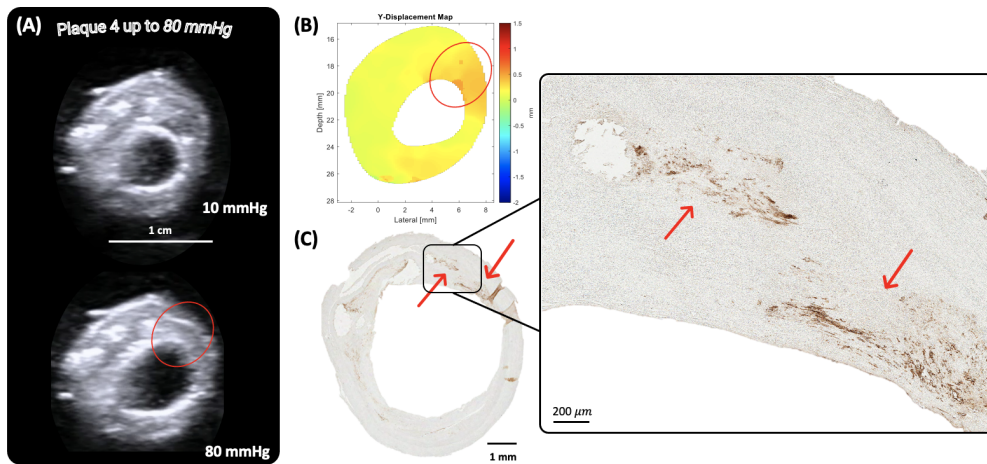 (A)
Plaque 4 up to 80 mmHg
10 mmHg
1 cm
80 mmHg
(B)
Y-Displacement Map
Depth [mm]
14
16
18
20
22
24
26
28
-2
0
2
4
6
8
Lateral [mm]
1.5
1
0.5
0
-0.5
-1
-1.5
-2
mm
(C)
1 mm
200 μm